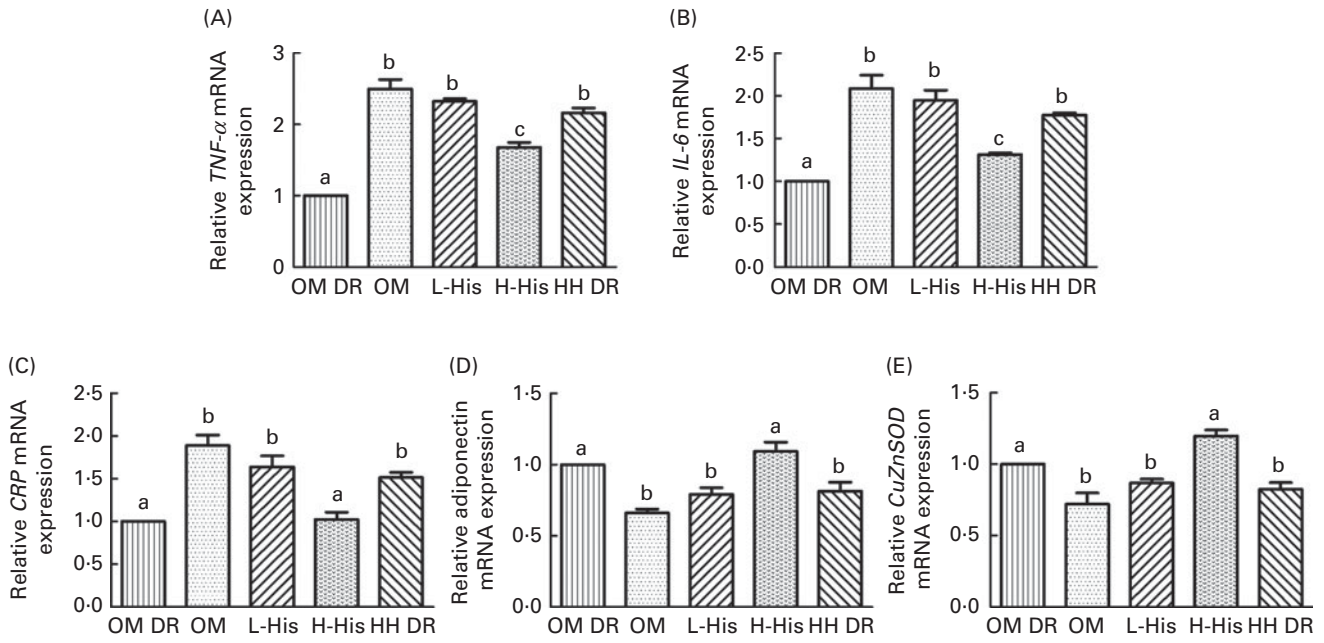 (A)
Relative TNF-α mRNA
expression
3
2
1
0
a
b
b
c
b
OM DR OM L-His H-His HH DR
(B)
Relative IL-6 mRNA
expression
2·5
2·0
1·5
1·0
0·5
0·0
a
b
b
c
b
OM DR OM L-His H-His HH DR
(C)
Relative CRP mRNA
expression
2·5
2·0
1·5
1·0
0·5
0·0
a
b
b
a
b
OM DR OM L-His H-His HH DR
(D)
Relative adiponectin
mRNA expression
1·5
1·0
0·5
0·0
a
b
b
a
b
OM DR OM L-His H-His HH DR
(E)
Relative CuZnSOD
mRNA expression
1·5
1·0
0·5
0·0
a
b
b
a
b
OM DR OM L-His H-His HH DR